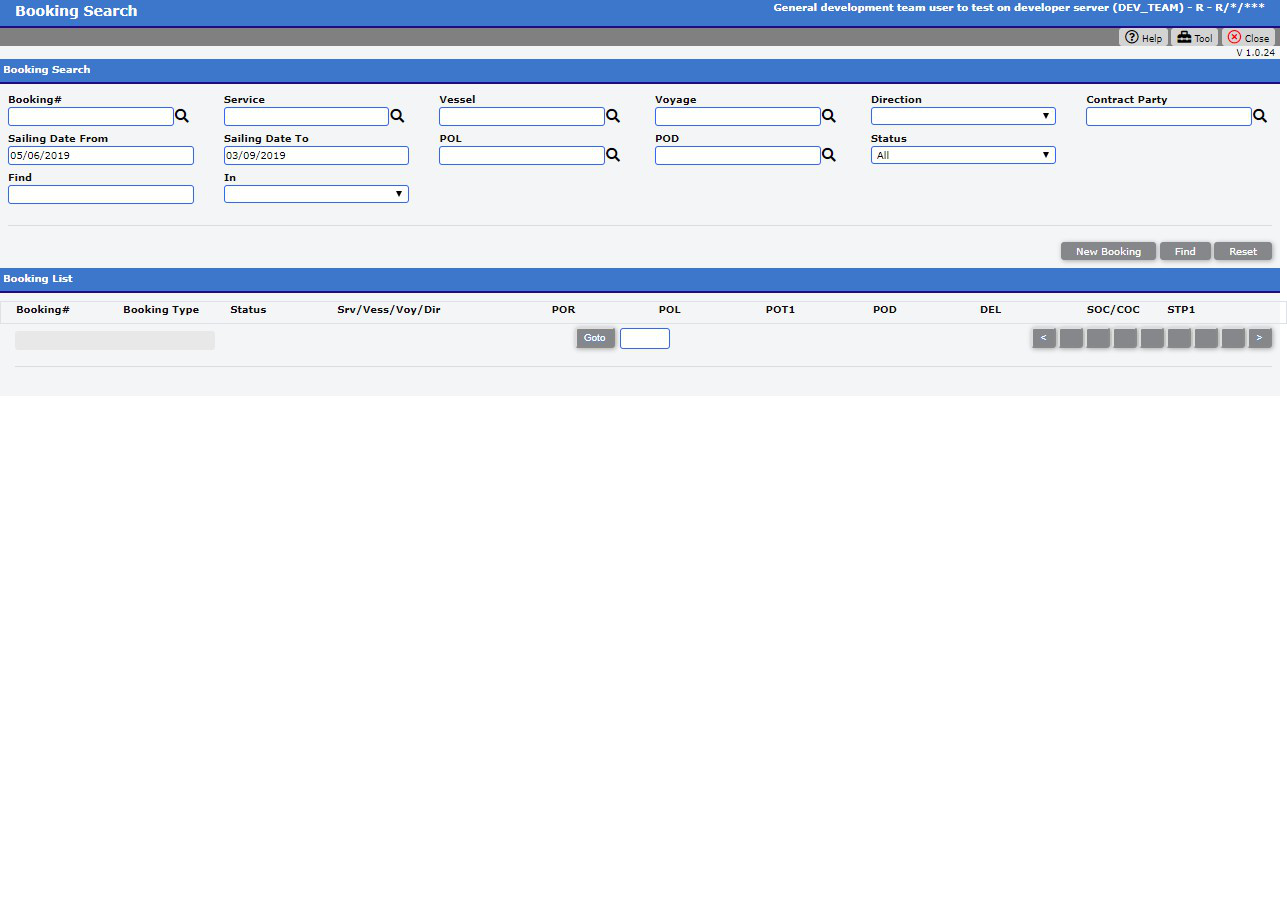 Booking Search
General development team user to test on developer server (DEV_TEAM) - R - R/*/***
Help Tool Close
V 1.0.24
Booking Search
Booking# Service Vessel Voyage Direction Contract Party
Sailing Date From Sailing Date To POL POD Status
05/06/2019 03/09/2019 All
Find In
New Booking Find Reset
Booking List
Booking# Booking Type Status Srv/Vess/Voy/Dir POR POL POT1 POD DEL SOC/COC STP1
Goto < >